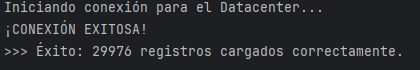 Iniciando conexión para el Datacenter...
¡CONEXIÓN EXITOSA!
>>> Éxito: 29976 registros cargados correctamente.